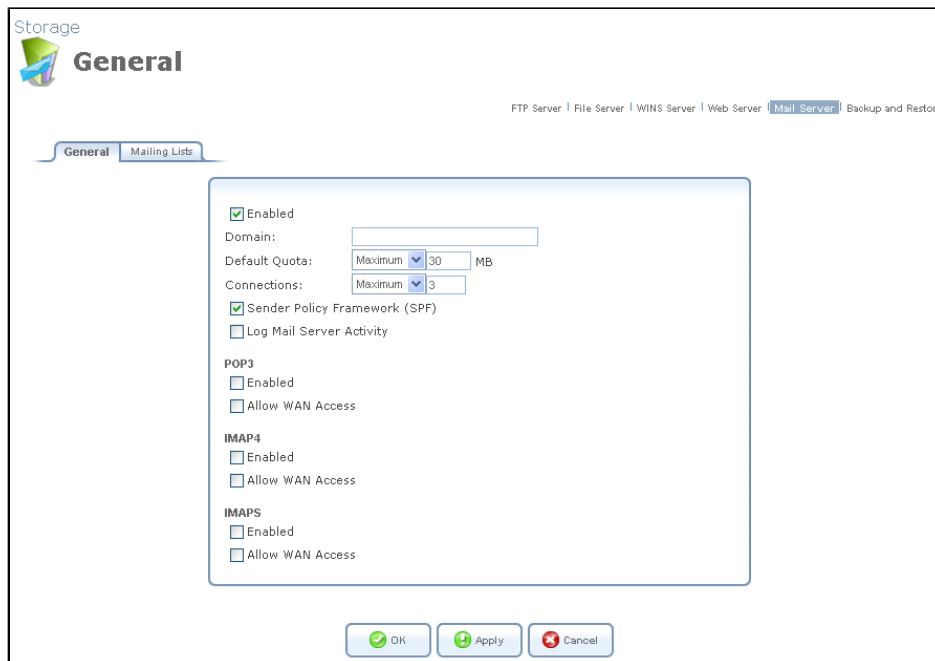 Storage
General
FTP Server | File Server | WINS Server | Web Server | Mail Server | Backup and Restor
General Mailing Lists
Enabled
Domain:
Default Quota: Maximum 30 MB
Connections: Maximum 3
Sender Policy Framework (SPF)
Log Mail Server Activity
POP3
Enabled
Allow WAN Access
IMAP4
Enabled
Allow WAN Access
IMAPS
Enabled
Allow WAN Access
OK Apply Cancel